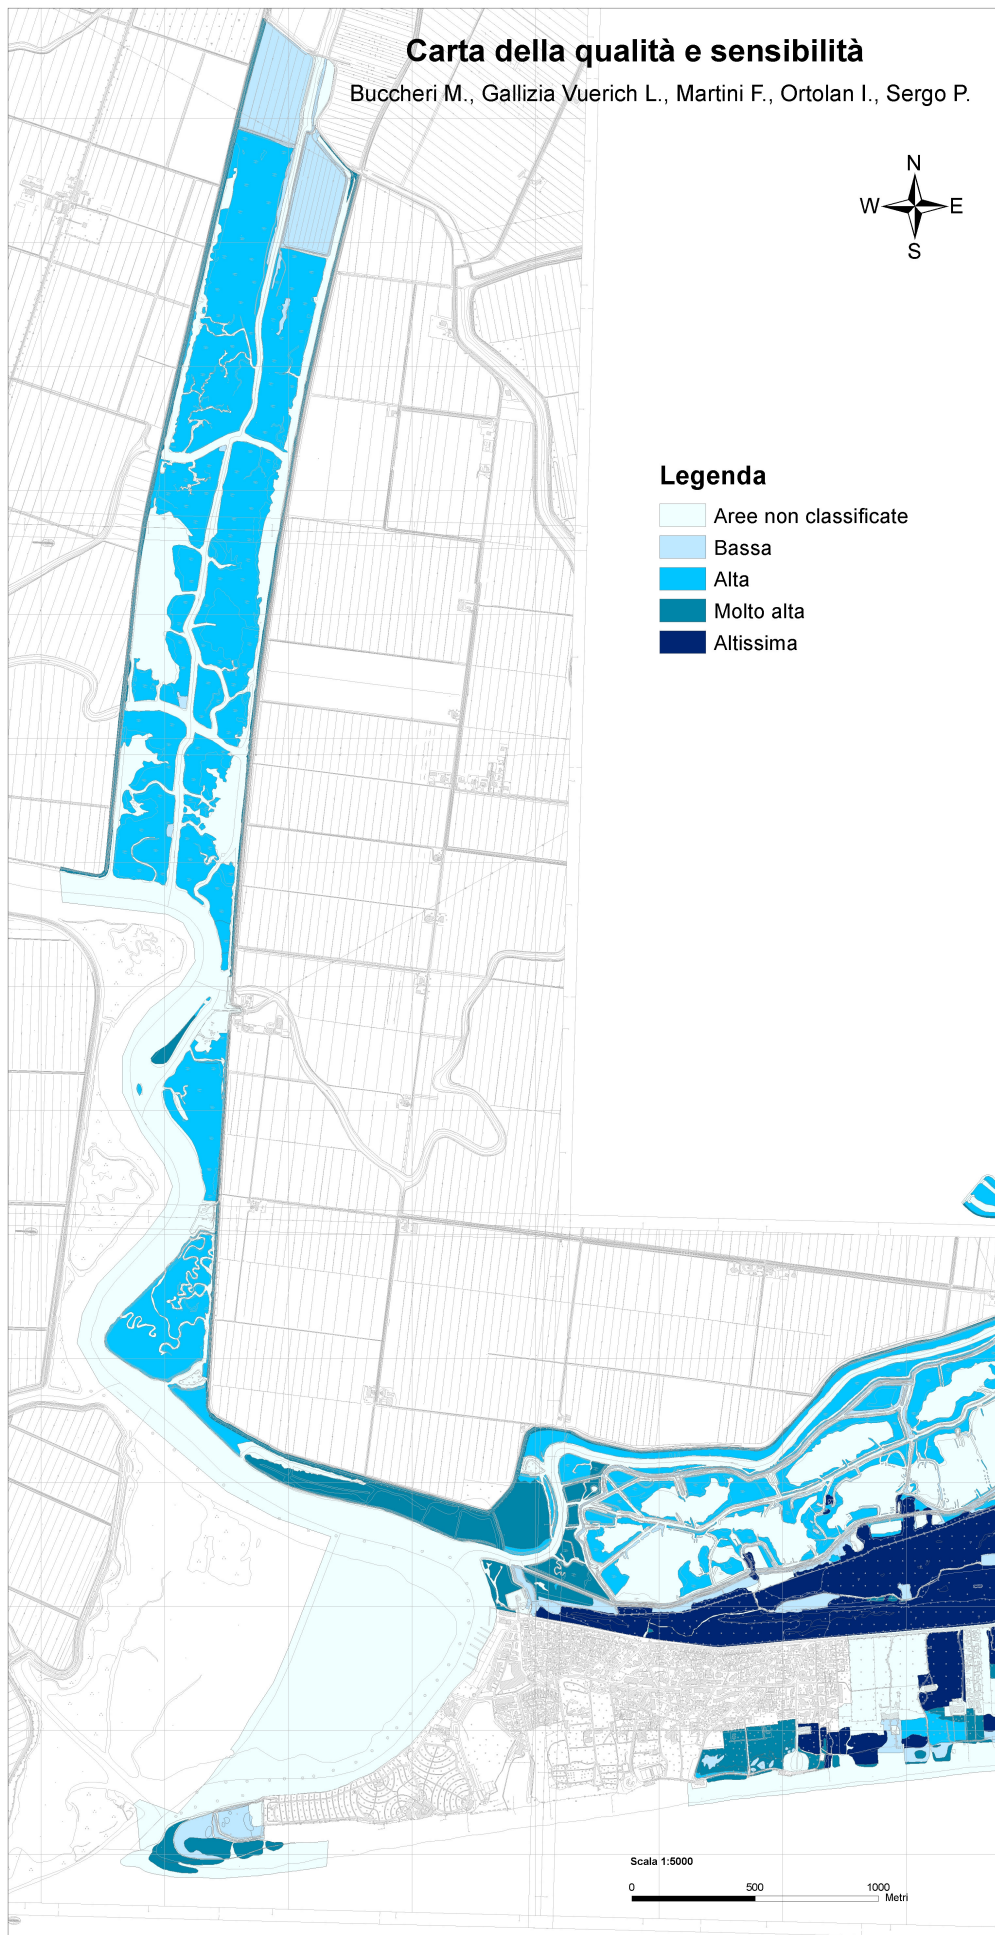 Carta della qualità e sensibilità
Buccheri M., Gallizia Vuerich L., Martini F., Ortolan I., Sergo P.
N
W E
S
Legenda
Aree non classificate
Bassa
Alta
Molto alta
Altissima
Scala 1:5000
0 500 1000
Metri